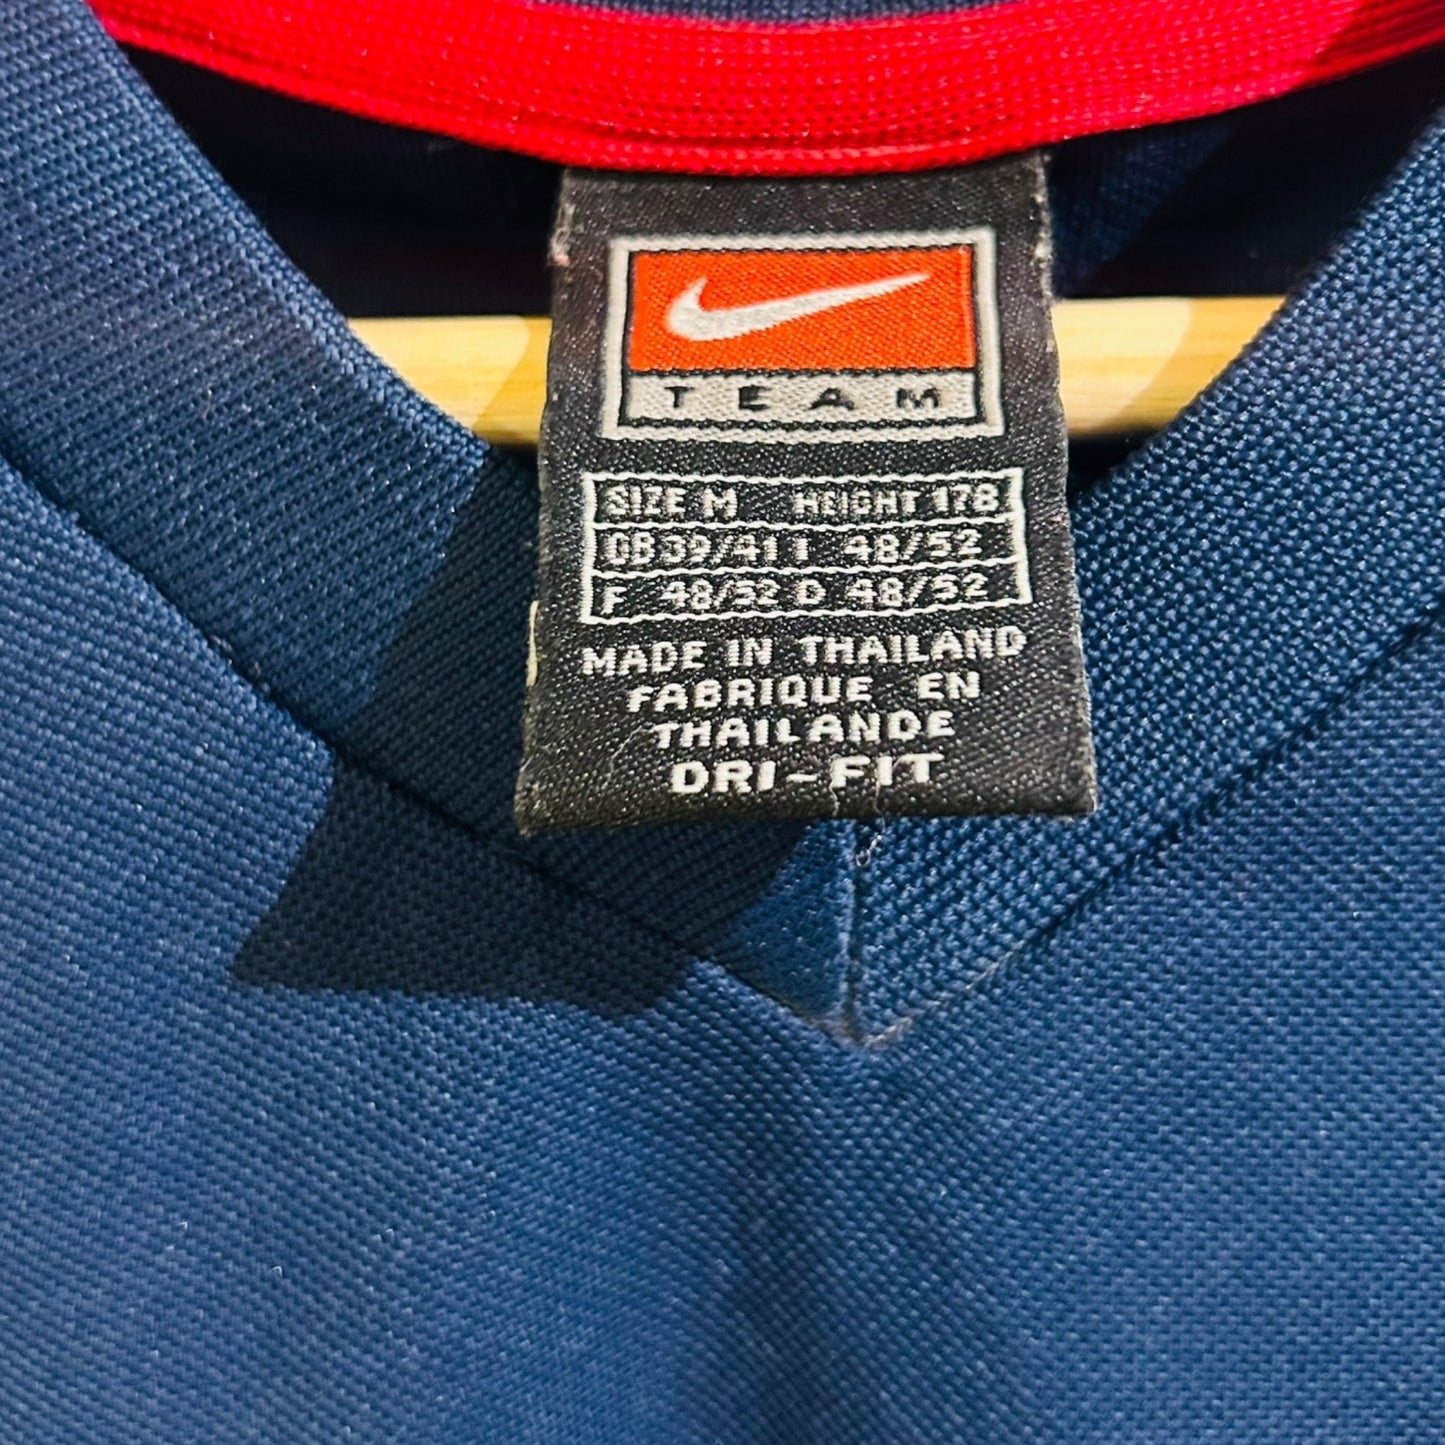 TEAM
SIZE M HEIGHT 178
GB 39/41 I 48/52
F 48/52 D 48/52
MADE IN THAILAND
FABRIQUE EN
THAILANDE
DRI-FIT